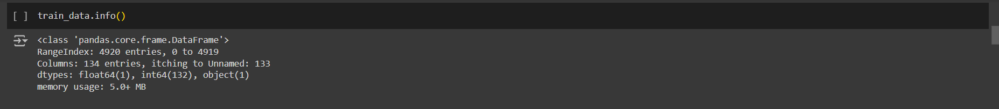 [ ] train_data.info()
<class 'pandas.core.frame.DataFrame'>
RangeIndex: 4920 entries, 0 to 4919
Columns: 134 entries, itching to Unnamed: 133
dtypes: float64(1), int64(132), object(1)
memory usage: 5.0+ MB